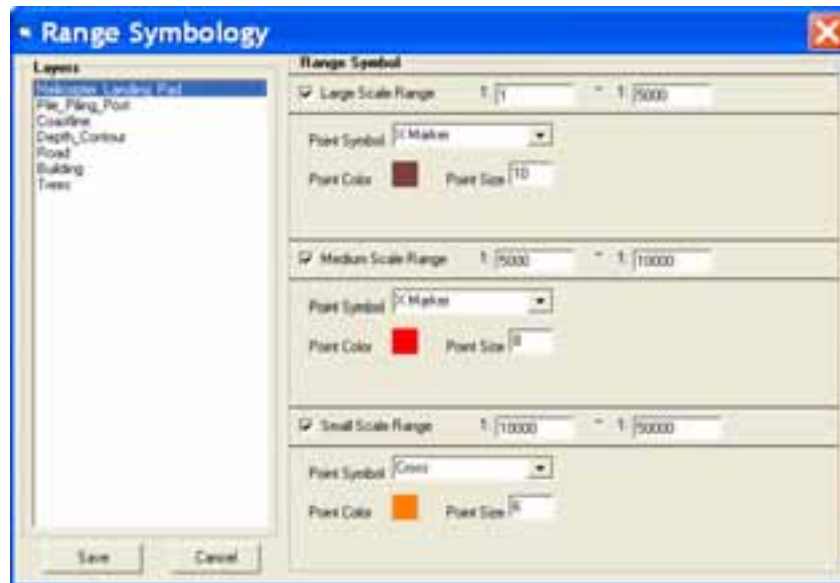 Range Symbology
Layers
Helicopter_Landing_Pad
Pile_Piling_Post
Coastline
Depth_Contour
Road
Building
Trees
Save Cancel
Range Symbol
Large Scale Range 1: 1 ~ 1: 5000
Point Symbol X Marker
Point Color Point Size 10
Medium Scale Range 1: 5000 ~ 1: 10000
Point Symbol X Marker
Point Color Point Size 8
Small Scale Range 1: 10000 ~ 1: 50000
Point Symbol Cross
Point Color Point Size